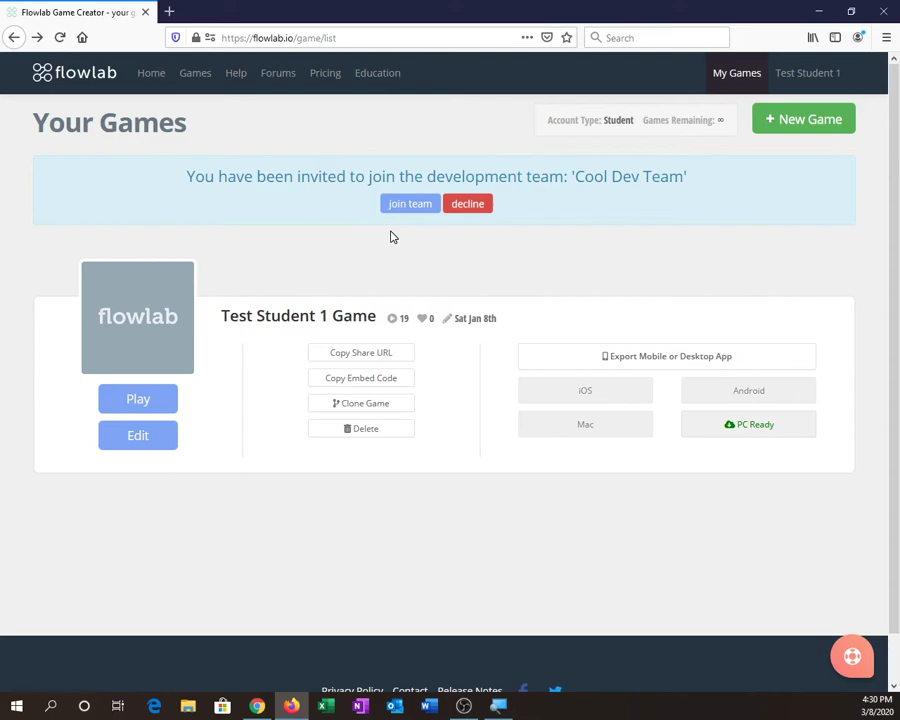 Flowlab Game Creator - your g
https://flowlab.io/game/list
Search
flowlab
Home
Games
Help
Forums
Pricing
Education
My Games
Test Student 1
Your Games
Account Type: Student
Games Remaining: ∞
+ New Game
You have been invited to join the development team: 'Cool Dev Team'
join team
decline
flowlab
Test Student 1 Game
19
0
Sat Jan 8th
Play
Edit
Copy Share URL
Copy Embed Code
Clone Game
Delete
Export Mobile or Desktop App
iOS
Android
Mac
PC Ready
Privacy Policy
Contact
Release Notes
4:30 PM
3/8/2020